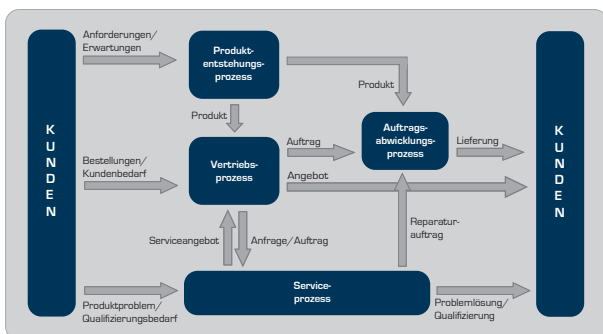 Anforderungen/
Erwartungen
Produkt-
entstehungs-
prozess
Produkt
Produkt
K
U
N
D
E
N
Bestellungen/
Kundenbedarf
Vertriebs-
prozess
Auftrag
Angebot
Auftrags-
abwicklungs-
prozess
Lieferung
K
U
N
D
E
N
Serviceangebot
Anfrage/Auftrag
Reparatur-
auftrag
Produktproblem/
Qualifizierungsbedarf
Service-
prozess
Problemlösung/
Qualifizierung